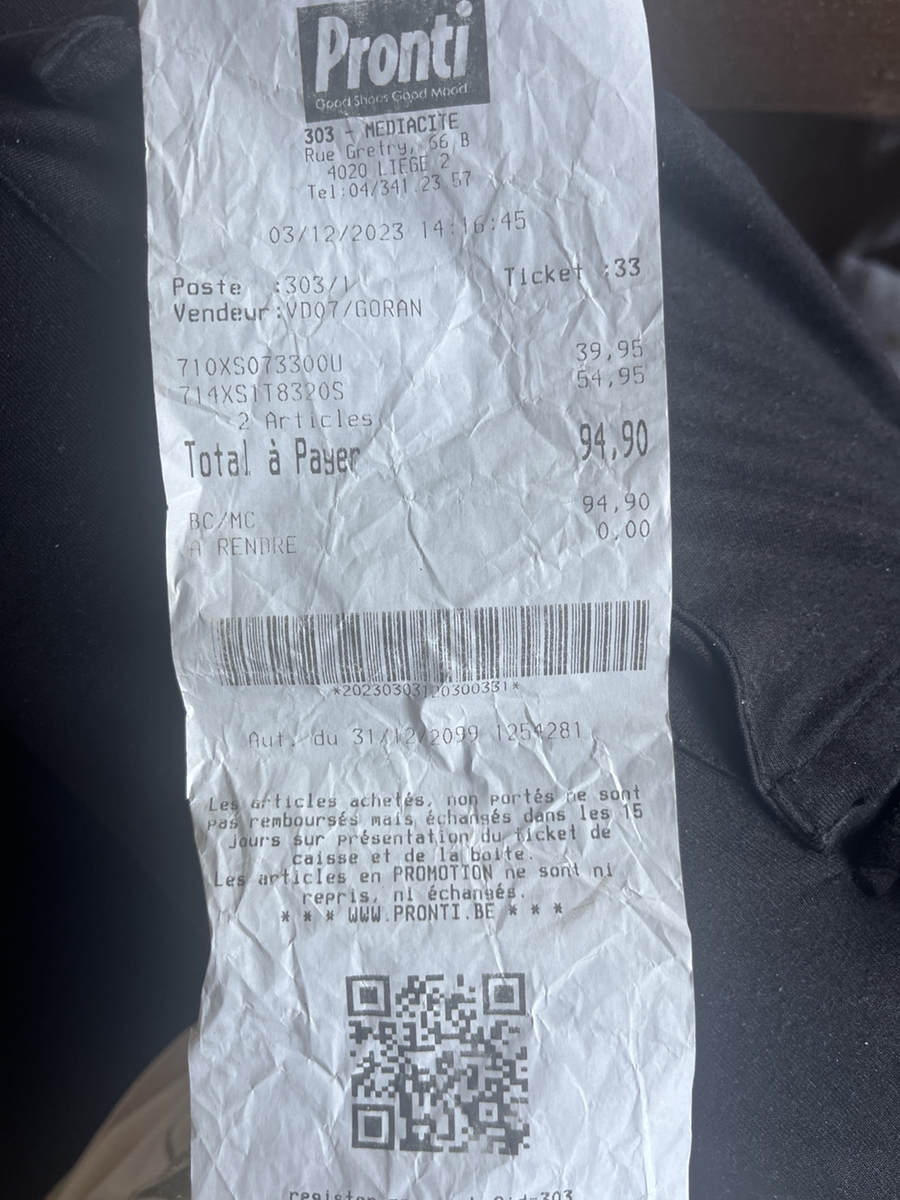 Pronti
Good Shoes Good Mood
303 - MEDIACITE
Rue Gretry, 66 B
4020 LIEGE 2
Tel:04/341.23 57
03/12/2023 14:16:45
Poste :303/1
Ticket :33
Vendeur:VD07/GORAN
710XS073300U 39,95
714XS1T8320S 54,95
2 Articles
Total à Payer 94,90
BC/MC 94,90
A RENDRE 0,00
Aut. du 31/12/2099 1254281
Les articles achetés, non portés ne sont
pas remboursés mais échangés dans les 15
jours sur présentation du ticket de
caisse et de la boite.
Les articles en PROMOTION ne sont ni
repris, ni échangés.
* * * WWW.PRONTI.BE * * *